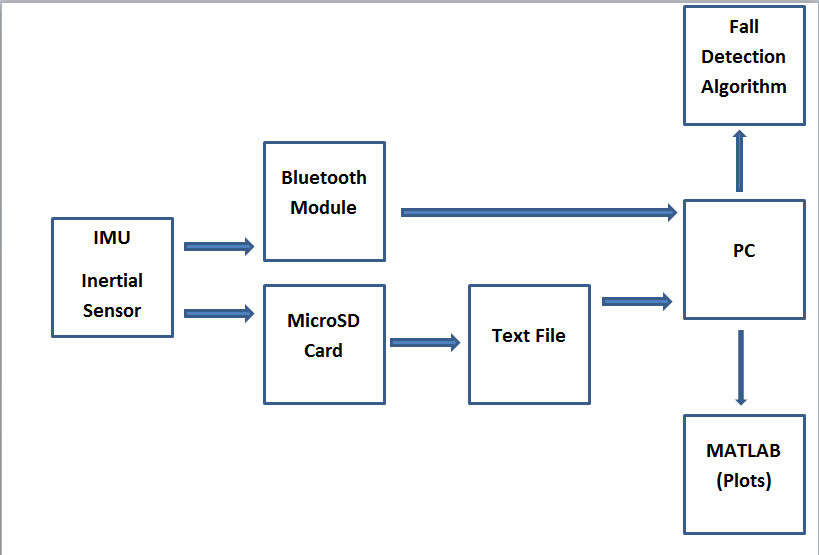 Fall
Detection
Algorithm
Bluetooth
Module
IMU
Inertial
Sensor
PC
MicroSD
Card
Text File
MATLAB
(Plots)